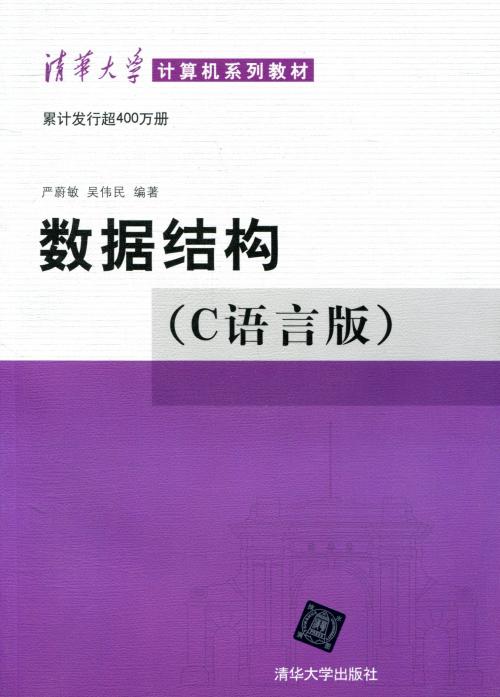 清华大学 计算机系列教材
累计发行超400万册
严蔚敏 吴伟民 编著
数据结构
(C语言版)
清华大学出版社